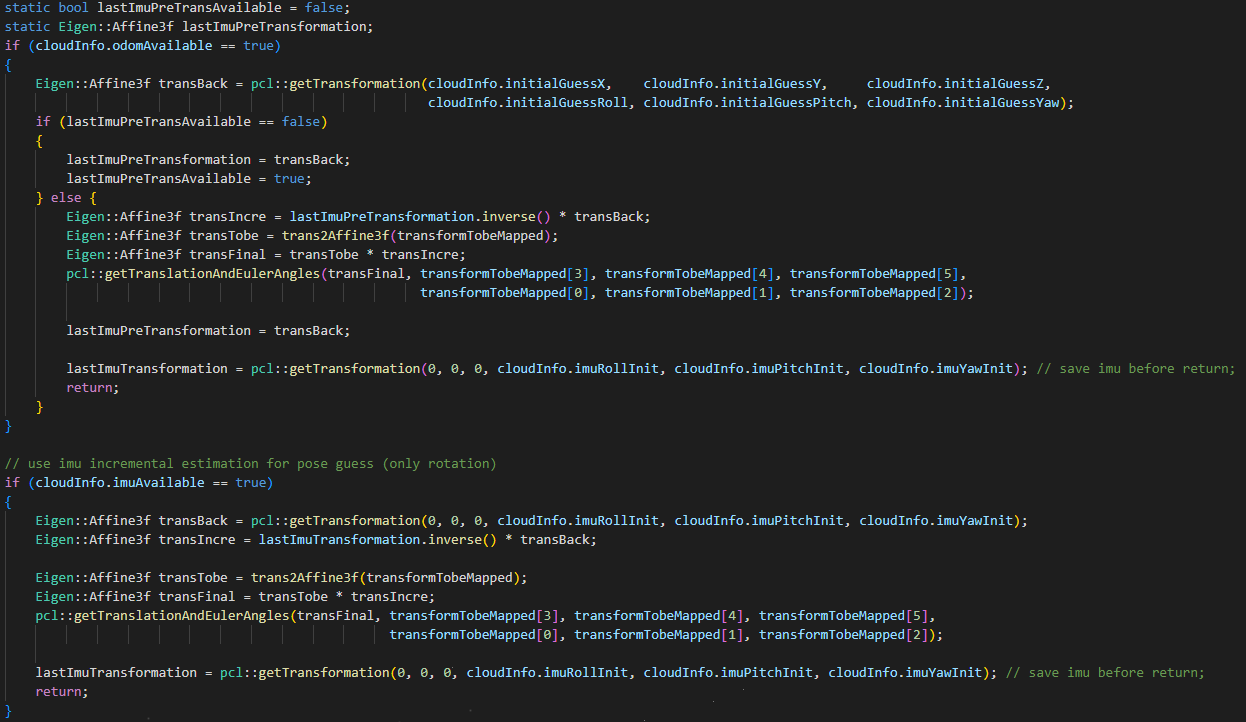 static bool lastImuPreTransAvailable = false;
static Eigen::Affine3f lastImuPreTransformation;
if (cloudInfo.odomAvailable == true)
{
    Eigen::Affine3f transBack = pcl::getTransformation(cloudInfo.initialGuessX,    cloudInfo.initialGuessY,     cloudInfo.initialGuessZ,
                                                       cloudInfo.initialGuessRoll, cloudInfo.initialGuessPitch, cloudInfo.initialGuessYaw);
    if (lastImuPreTransAvailable == false)
    {
        lastImuPreTransformation = transBack;
        lastImuPreTransAvailable = true;
    } else {
        Eigen::Affine3f transIncre = lastImuPreTransformation.inverse() * transBack;
        Eigen::Affine3f transTobe = trans2Affine3f(transformTobeMapped);
        Eigen::Affine3f transFinal = transTobe * transIncre;
        pcl::getTranslationAndEulerAngles(transFinal, transformTobeMapped[3], transformTobeMapped[4], transformTobeMapped[5],
                                                      transformTobeMapped[0], transformTobeMapped[1], transformTobeMapped[2]);

        lastImuPreTransformation = transBack;

        lastImuTransformation = pcl::getTransformation(0, 0, 0, cloudInfo.imuRollInit, cloudInfo.imuPitchInit, cloudInfo.imuYawInit); // save imu before return;
        return;
    }
}

// use imu incremental estimation for pose guess (only rotation)
if (cloudInfo.imuAvailable == true)
{
    Eigen::Affine3f transBack = pcl::getTransformation(0, 0, 0, cloudInfo.imuRollInit, cloudInfo.imuPitchInit, cloudInfo.imuYawInit);
    Eigen::Affine3f transIncre = lastImuTransformation.inverse() * transBack;

    Eigen::Affine3f transTobe = trans2Affine3f(transformTobeMapped);
    Eigen::Affine3f transFinal = transTobe * transIncre;
    pcl::getTranslationAndEulerAngles(transFinal, transformTobeMapped[3], transformTobeMapped[4], transformTobeMapped[5],
                                                  transformTobeMapped[0], transformTobeMapped[1], transformTobeMapped[2]);

    lastImuTransformation = pcl::getTransformation(0, 0, 0, cloudInfo.imuRollInit, cloudInfo.imuPitchInit, cloudInfo.imuYawInit); // save imu before return;
    return;
}